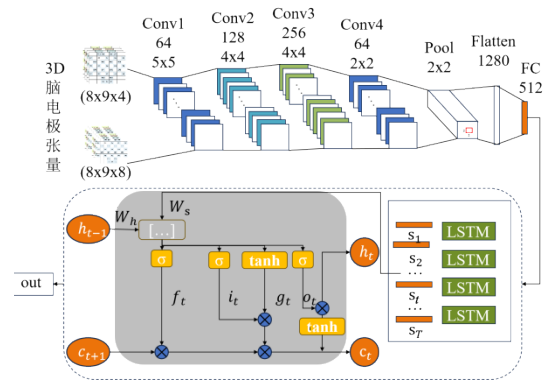 Conv1
64
5x5
Conv2
128
4x4
Conv3
256
4x4
Conv4
64
2x2
Pool
2x2
Flatten
1280
FC
512
3D
脑
电
极
张
量
(8x9x4)
(8x9x8)
h_{t-1}
W_h
W_s
[...]
σ
σ
tanh
σ
f_t
i_t
g_t
o_t
tanh
h_t
c_{t+1}
c_t
out
s_1
LSTM
s_2
LSTM
...
s_t
LSTM
...
s_T
LSTM